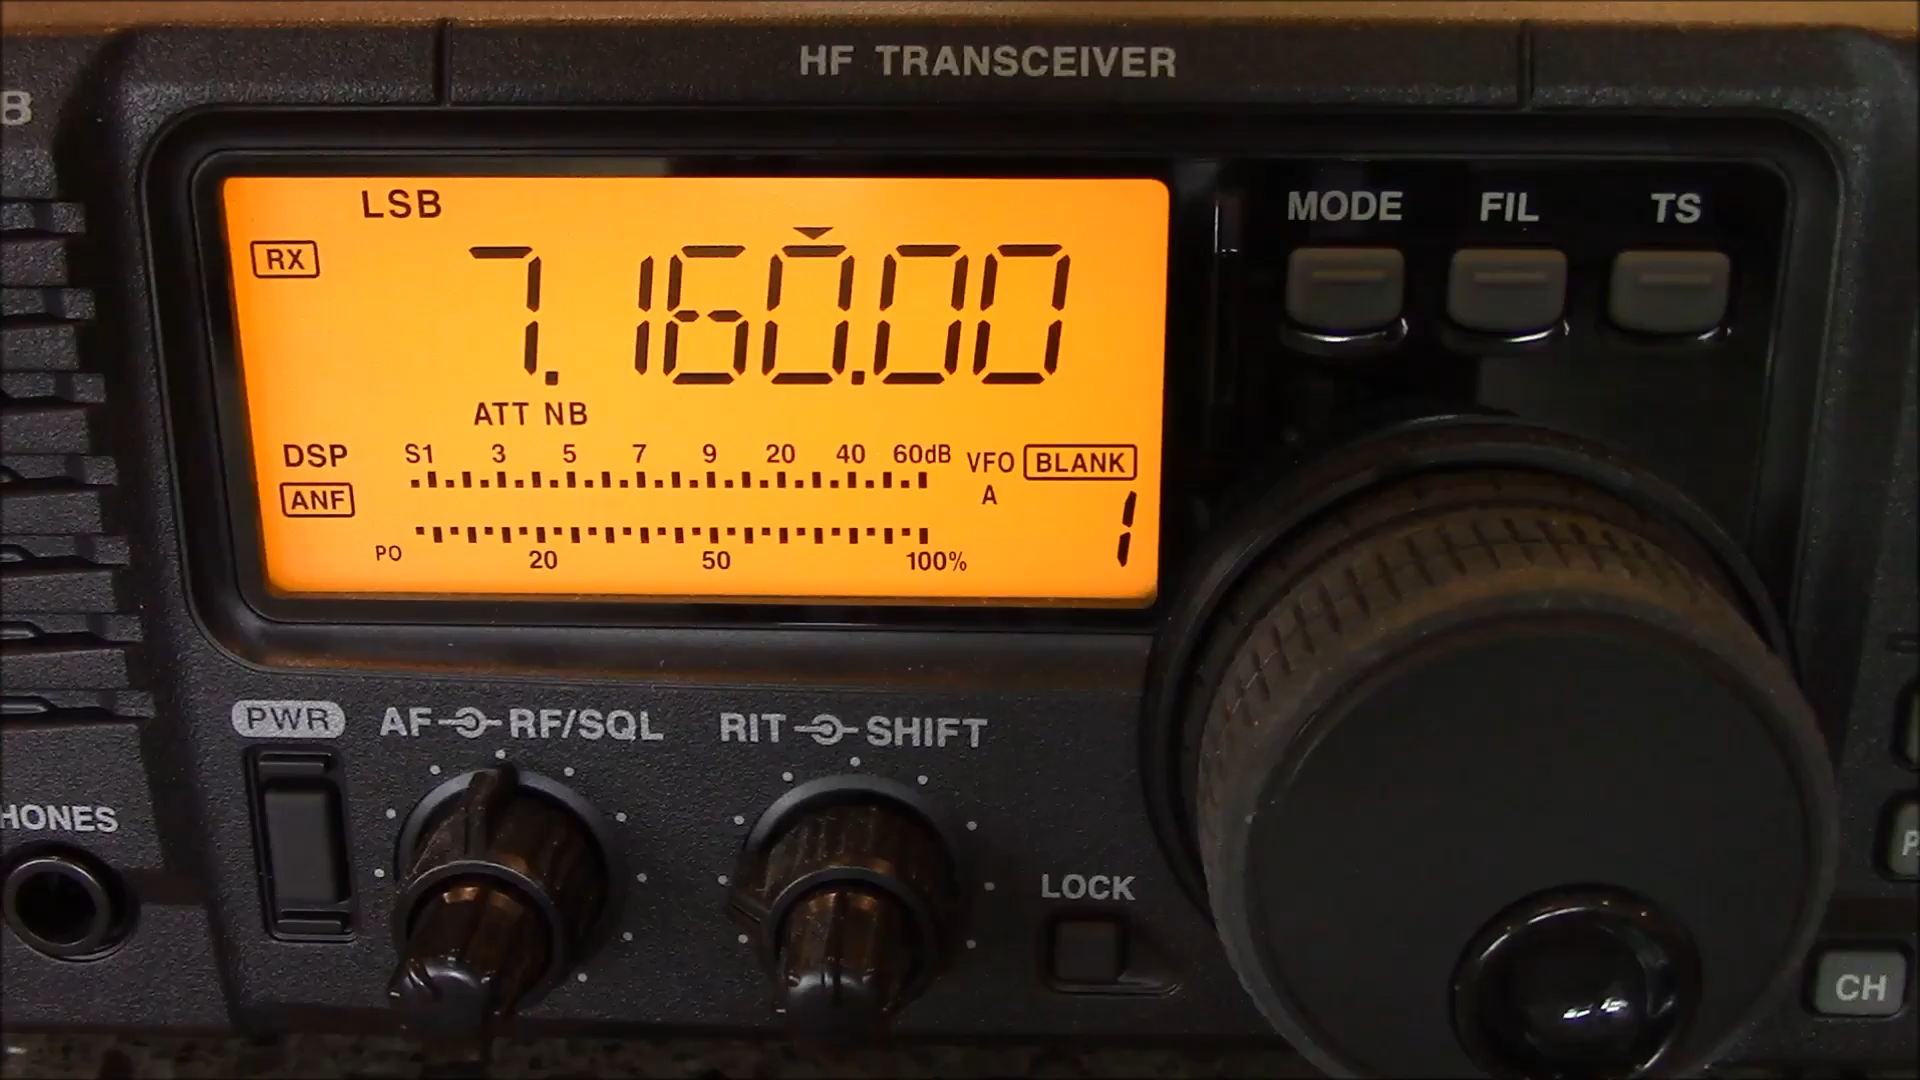 HF TRANSCEIVER
B
LSB
MODE FIL TS
RX
7.160.00
ATT NB
DSP S1 3 5 7 9 20 40 60dB VFO BLANK
ANF A 1
PO 20 50 100%
PWR AF RF/SQL RIT SHIFT
HONES
LOCK
P
CH